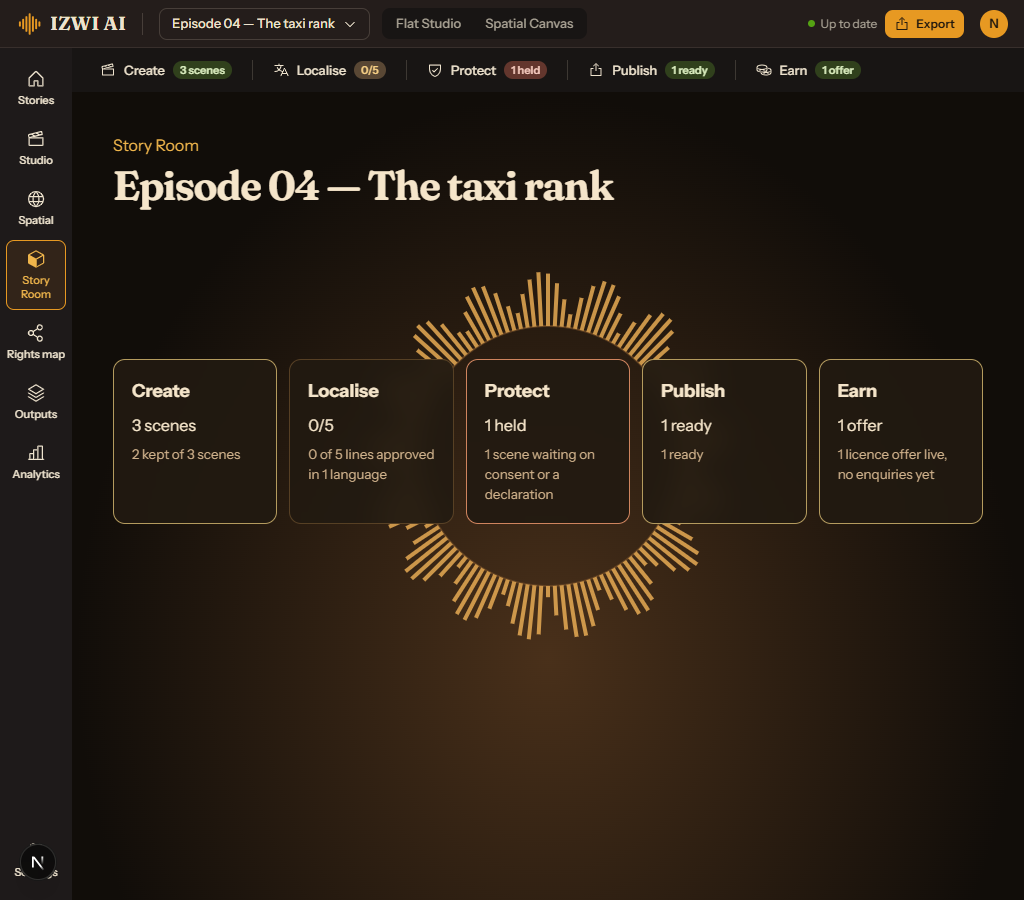 IZWI AI
Episode 04 — The taxi rank
Flat Studio
Spatial Canvas
Up to date
Export
N
Create
3 scenes
Localise
0/5
Protect
1 held
Publish
1 ready
Earn
1 offer
Stories
Studio
Spatial
Story
Room
Rights map
Outputs
Analytics
N
Story Room
Episode 04 — The taxi rank
Create
3 scenes
2 kept of 3 scenes
Localise
0/5
0 of 5 lines approved
in 1 language
Protect
1 held
1 scene waiting on
consent or a
declaration
Publish
1 ready
1 ready
Earn
1 offer
1 licence offer live,
no enquiries yet